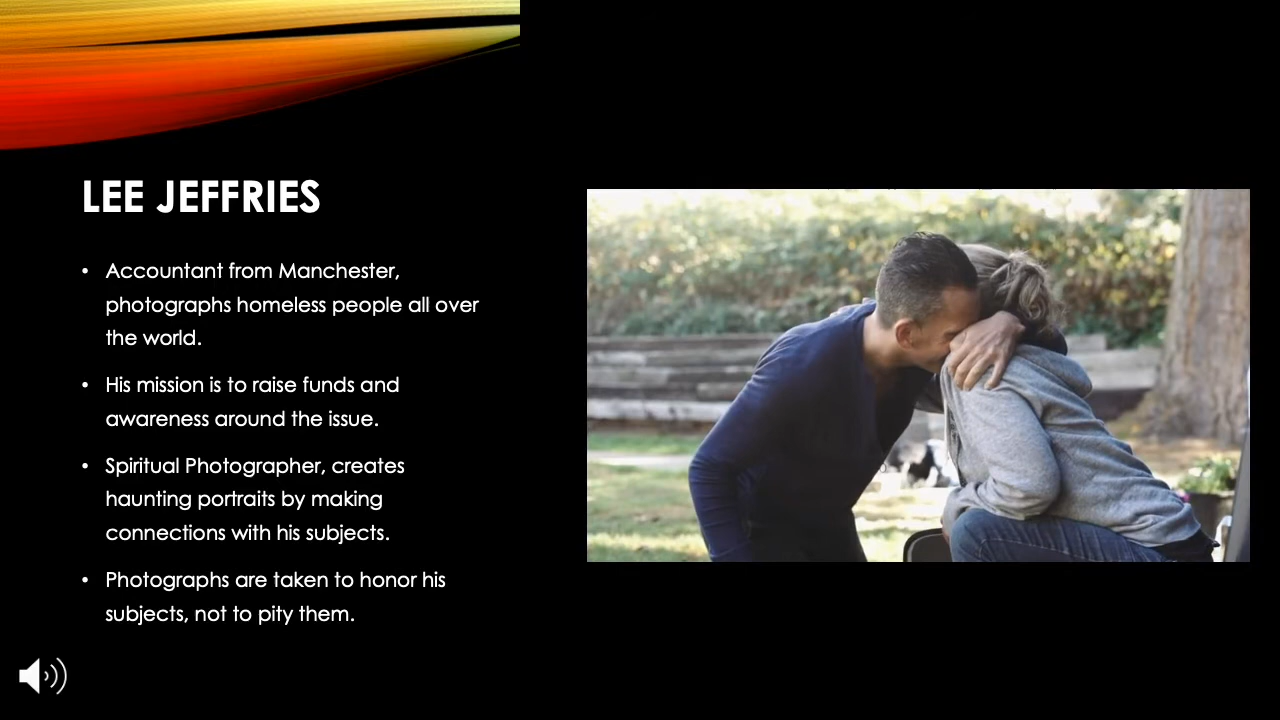 LEE JEFFRIES
• Accountant from Manchester,
photographs homeless people all over
the world.
• His mission is to raise funds and
awareness around the issue.
• Spiritual Photographer, creates
haunting portraits by making
connections with his subjects.
• Photographs are taken to honor his
subjects, not to pity them.